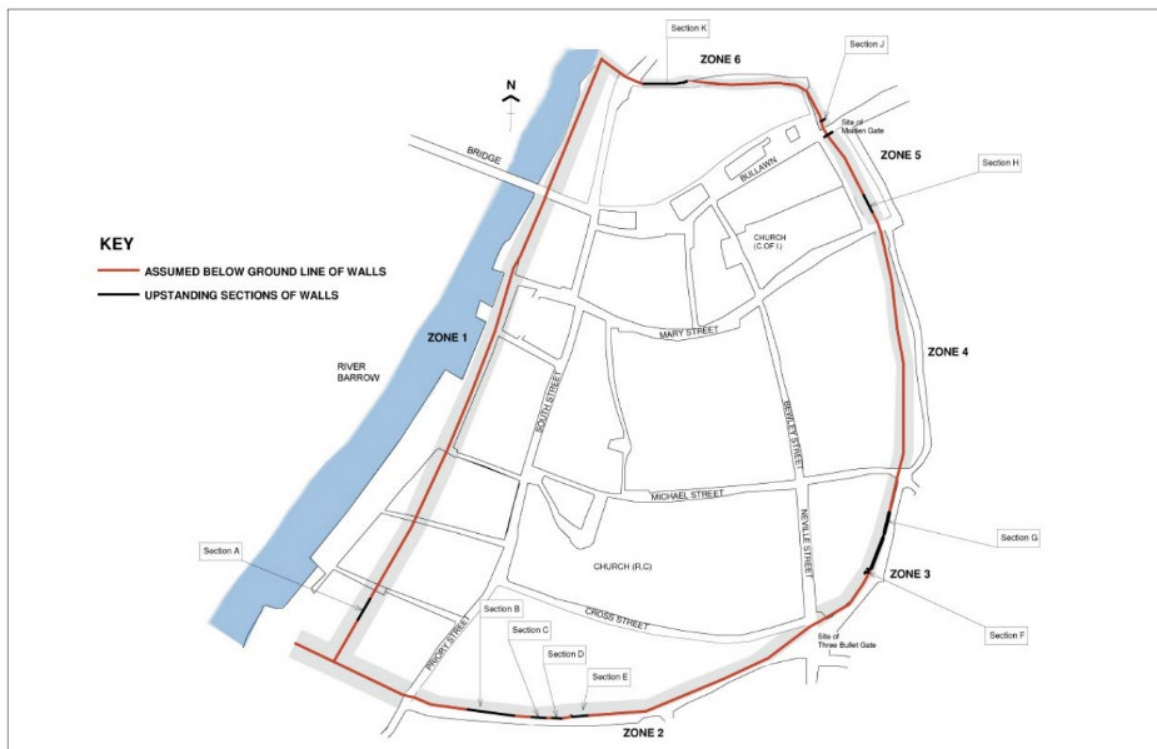 Section K
ZONE 6
Section J
N
Site of
Maiden Gate
ZONE 5
BRIDGE
BULLAWN
Section H
KEY
CHURCH
(C.OF I.)
ASSUMED BELOW GROUND LINE OF WALLS
UPSTANDING SECTIONS OF WALLS
ZONE 1
MARY STREET
ZONE 4
RIVER
BARROW
SOUTH STREET
BEWLEY STREET
MICHAEL STREET
NEVILLE STREET
Section G
Section A
CHURCH (R.C)
ZONE 3
Section B
CROSS STREET
Section C
PRIORY STREET
Section D
Site of
Three Bullet Gate
Section F
Section E
ZONE 2